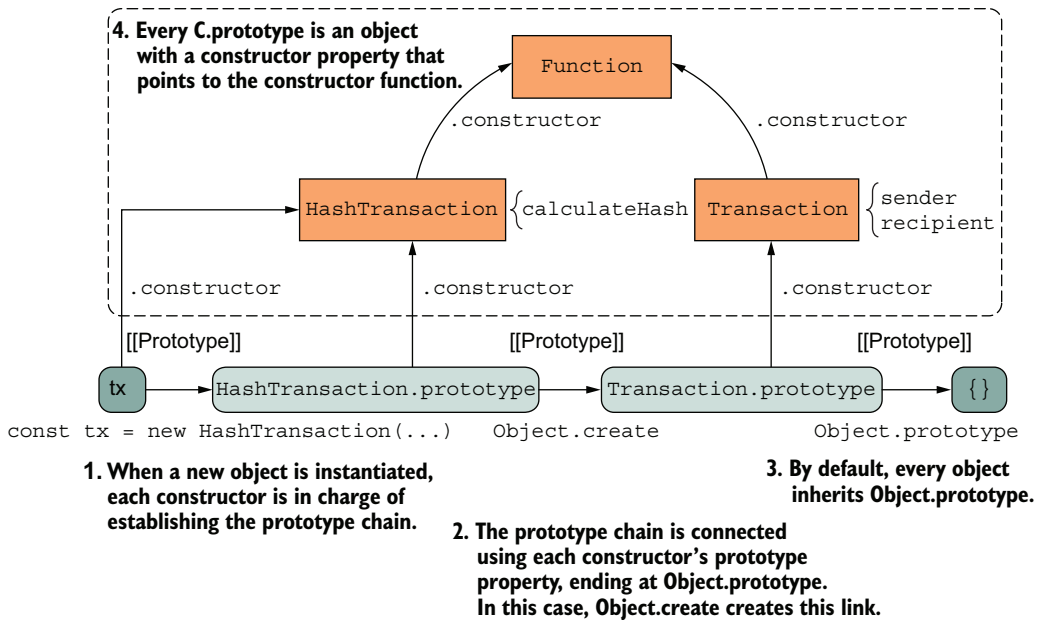 4. Every C.prototype is an object
with a constructor property that
points to the constructor function.
Function
.constructor
.constructor
HashTransaction
calculateHash
Transaction
sender
recipient
.constructor
.constructor
.constructor
[[Prototype]]
[[Prototype]]
[[Prototype]]
tx
HashTransaction.prototype
Transaction.prototype
{}
const tx = new HashTransaction(...)
Object.create
Object.prototype
1. When a new object is instantiated,
each constructor is in charge of
establishing the prototype chain.
3. By default, every object
inherits Object.prototype.
2. The prototype chain is connected
using each constructor's prototype
property, ending at Object.prototype.
In this case, Object.create creates this link.